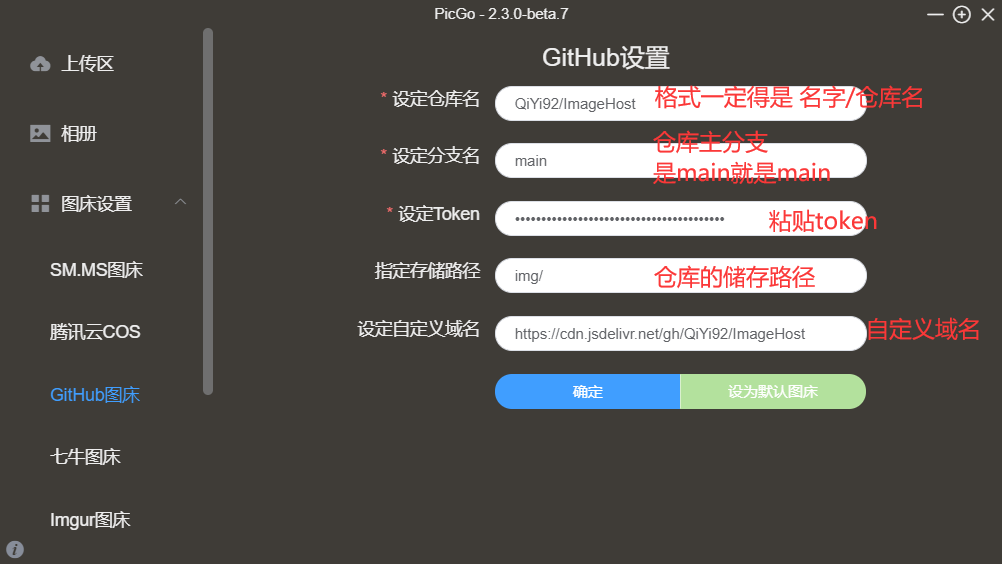 PicGo - 2.3.0-beta.7
上传区
相册
图床设置
SM.MS图床
腾讯云COS
GitHub图床
七牛图床
Imgur图床
GitHub设置
* 设定仓库名
QiYi92/ImageHost
格式一定得是 名字/仓库名
* 设定分支名
main
仓库主分支
是main就是main
* 设定Token
粘贴token
指定存储路径
img/
仓库的储存路径
设定自定义域名
https://cdn.jsdelivr.net/gh/QiYi92/ImageHost
自定义域名
确定
设为默认图床